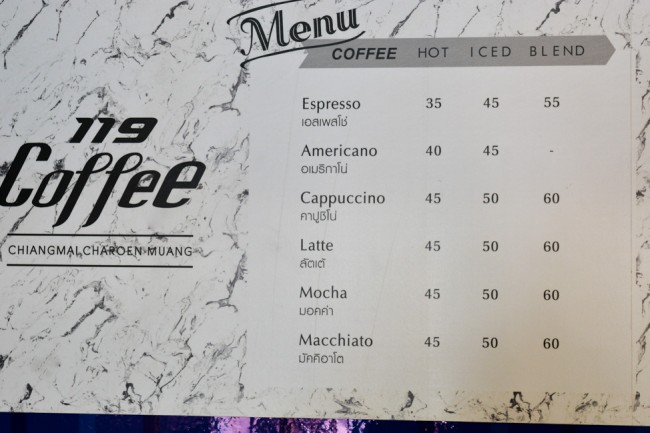 Menu
COFFEE HOT ICED BLEND
119
Coffee
CHIANGMAI.CHAROEN MUANG
Espresso 35 45 55
เอสเพสโซ่
Americano 40 45 -
อเมริกาโน่
Cappuccino 45 50 60
คาปูชิโน่
Latte 45 50 60
ลัตเต้
Mocha 45 50 60
มอคค่า
Macchiato 45 50 60
มัคคิอาโต